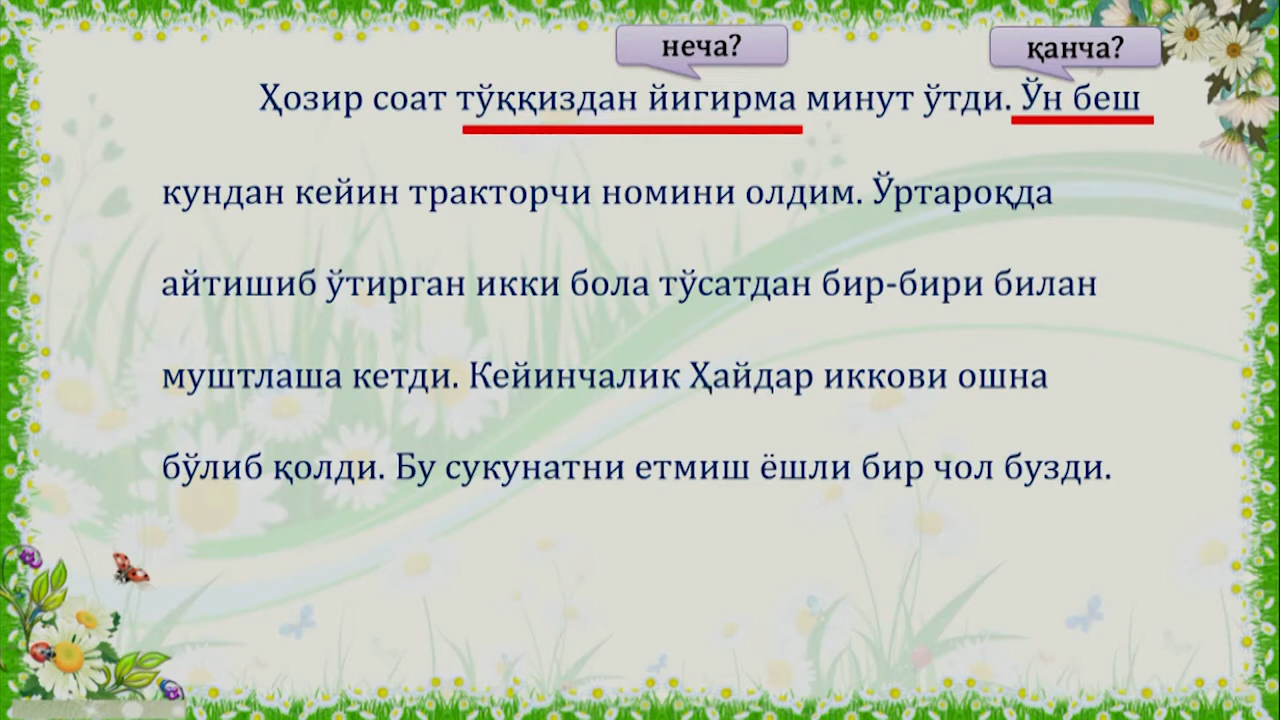 неча?
қанча?
Ҳозир соат тўққиздан йигирма минут ўтди. Ўн беш
кундан кейин тракторчи номини олдим. Ўртароқда
айтишиб ўтирган икки бола тўсатдан бир-бири билан
муштлаша кетди. Кейинчалик Ҳайдар иккови ошна
бўлиб қолди. Бу сукунатни етмиш ёшли бир чол бузди.